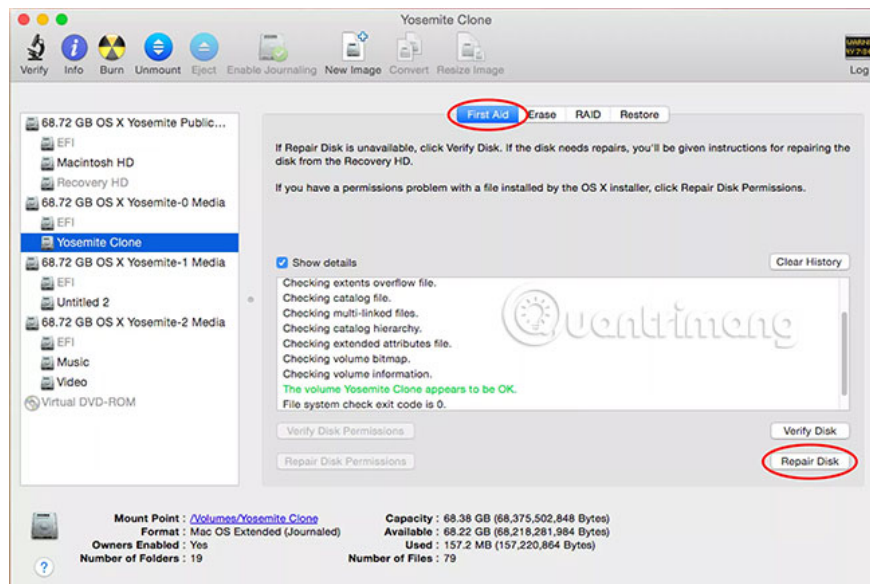 Yosemite Clone
Verify Info Burn Unmount Eject Enable Journaling New Image Convert Resize Image Log
68.72 GB OS X Yosemite Public...
EFI
Macintosh HD
Recovery HD
68.72 GB OS X Yosemite-0 Media
EFI
Yosemite Clone
68.72 GB OS X Yosemite-1 Media
EFI
Untitled 2
68.72 GB OS X Yosemite-2 Media
EFI
Music
Video
Virtual DVD-ROM
First Aid Erase RAID Restore
If Repair Disk is unavailable, click Verify Disk. If the disk needs repairs, you'll be given instructions for repairing the
disk from the Recovery HD.
If you have a permissions problem with a file installed by the OS X installer, click Repair Disk Permissions.
Show details Clear History
Checking extents overflow file.
Checking catalog file.
Checking multi-linked files.
Checking catalog hierarchy.
Checking extended attributes file.
Checking volume bitmap.
Checking volume information.
The volume Yosemite Clone appears to be OK.
File system check exit code is 0.
Quantrimang
Verify Disk Permissions Verify Disk
Repair Disk Permissions Repair Disk
Mount Point : /Volumes/Yosemite Clone Capacity : 68.38 GB (68,375,502,848 Bytes)
Format : Mac OS Extended (Journaled) Available : 68.22 GB (68,218,281,984 Bytes)
Owners Enabled : Yes Used : 157.2 MB (157,220,864 Bytes)
Number of Folders : 19 Number of Files : 79
?